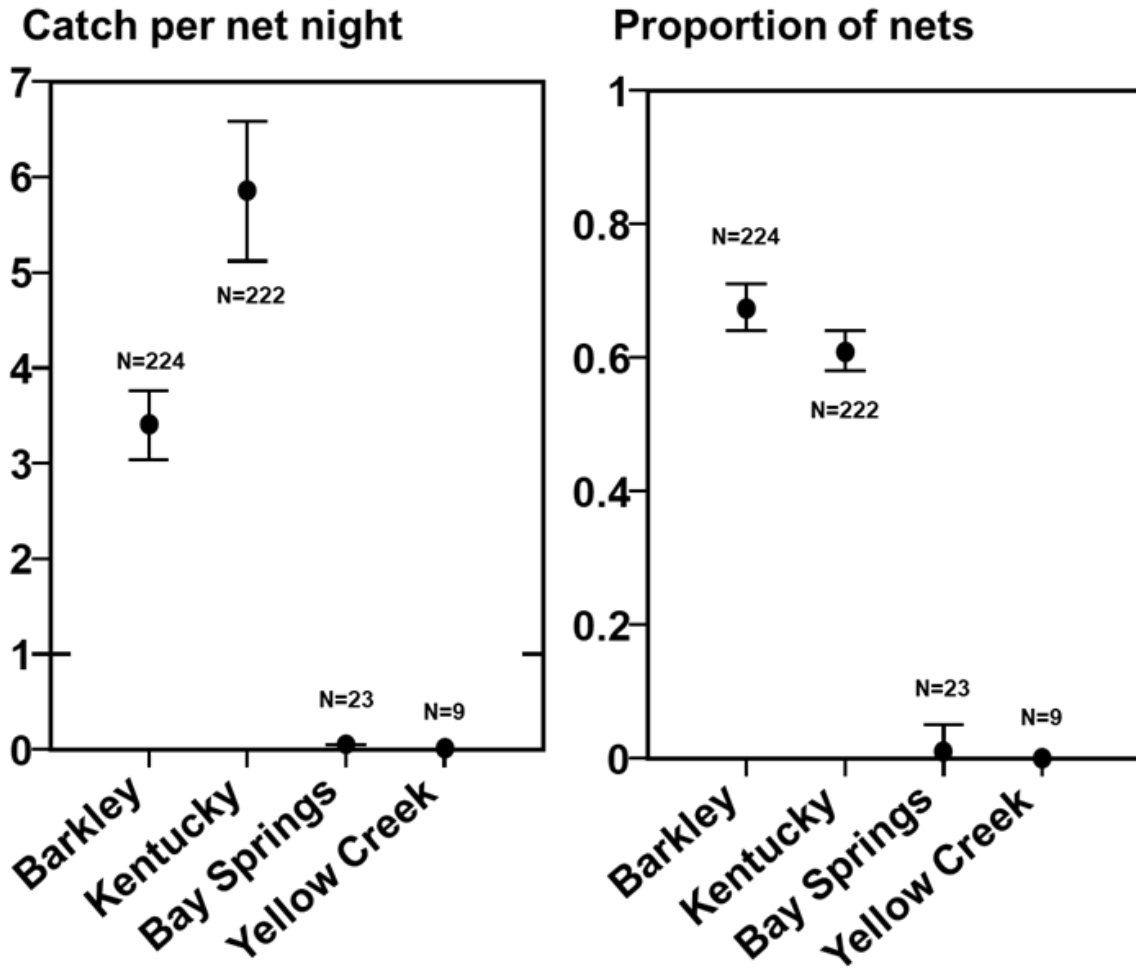 Catch per net night
7
6
5
4
3
2
1
0
N=224
N=222
N=23
N=9
Barkley
Kentucky
Bay Springs
Yellow Creek
Proportion of nets
1
0.8
0.6
0.4
0.2
0
N=224
N=222
N=23
N=9
Barkley
Kentucky
Bay Springs
Yellow Creek